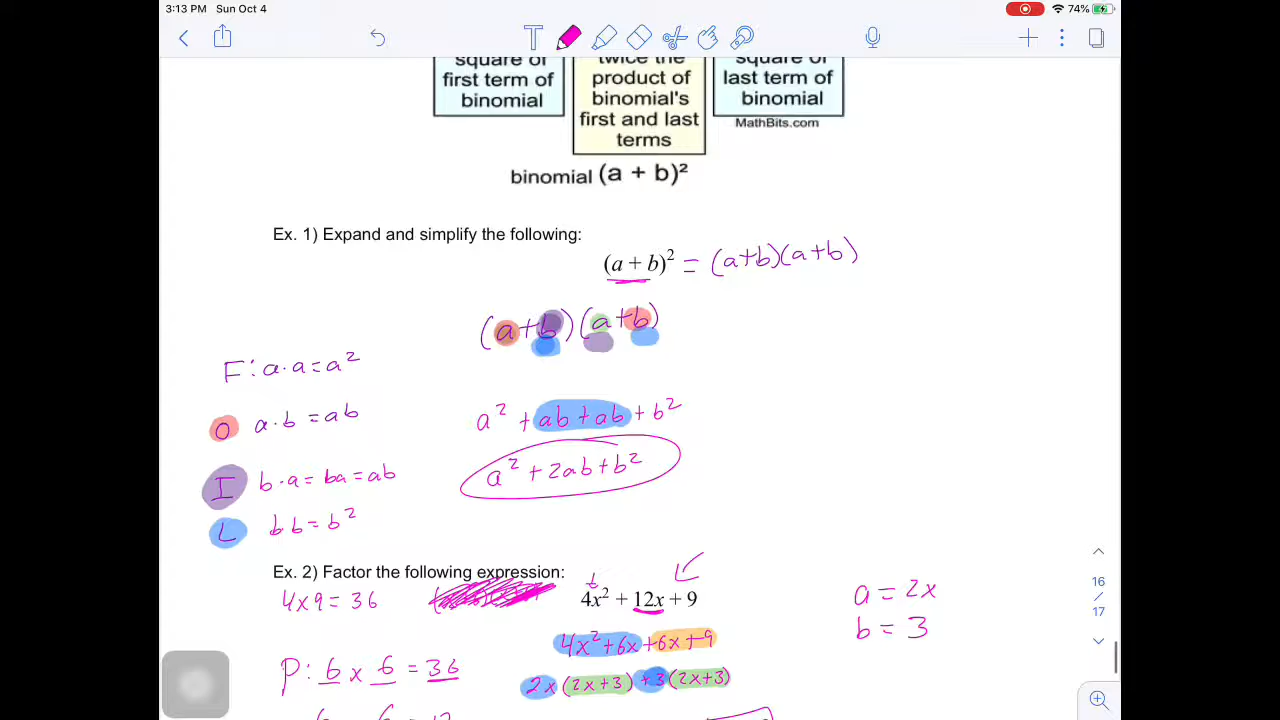 3:13 PM Sun Oct 4
74%
square of
first term of
binomial
twice the
product of
binomial's
first and last
terms
square of
last term of
binomial
MathBits.com
binomial (a + b)²
Ex. 1) Expand and simplify the following:
(a + b)² = (a+b)(a+b)
(a+b)(a+b)
F: a·a = a²
O a·b = ab
I b·a = ba = ab
L b·b = b²
a² + ab + ab + b²
a² + 2ab + b²
Ex. 2) Factor the following expression:
4x9 = 36
4x² + 12x + 9
a = 2x
b = 3
4x² + 6x + 6x + 9
P: 6 x 6 = 36
2x(2x+3) + 3(2x+3)
16
/
17